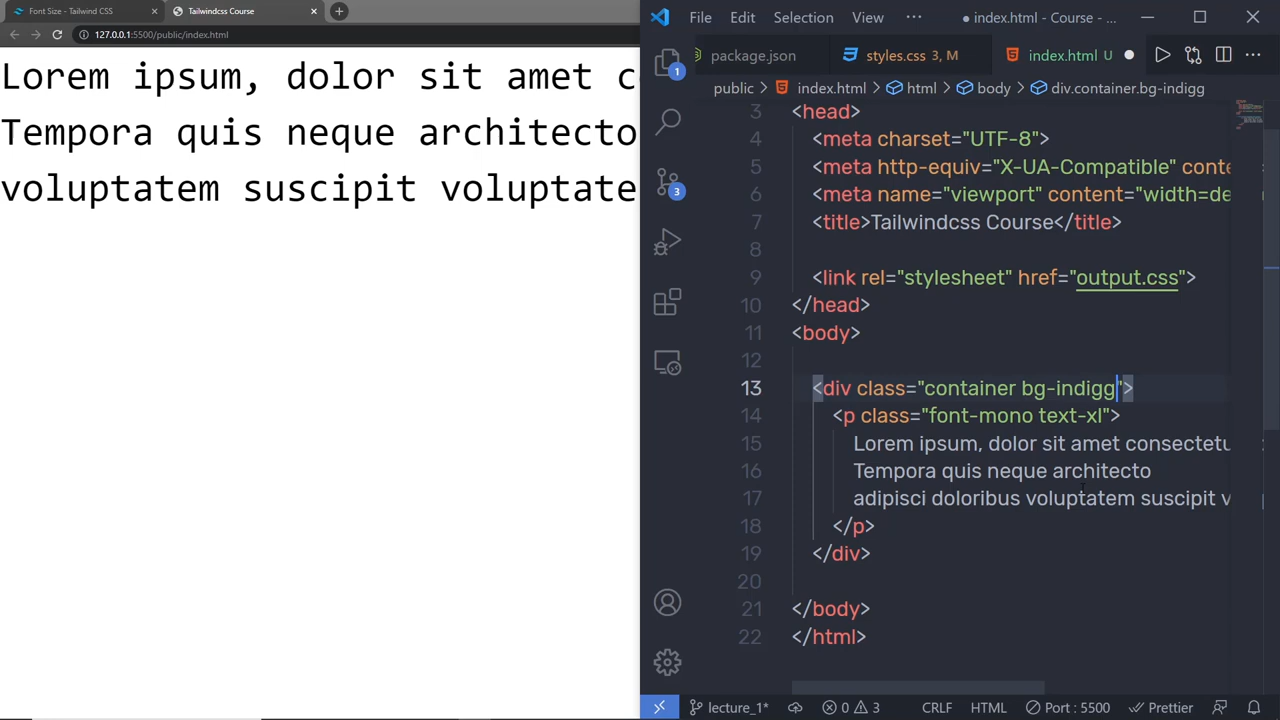 Font Size - Tailwind CSS
Tailwindcss Course
127.0.0.1:5500/public/index.html
Lorem ipsum, dolor sit amet c
Tempora quis neque architecto
voluptatem suscipit voluptate
File Edit Selection View ··· index.html - Course - ...
package.json styles.css 3, M index.html U
public > index.html > html > body > div.container.bg-indigg
1
3
3 <head>
4 <meta charset="UTF-8">
5 <meta http-equiv="X-UA-Compatible" conte
6 <meta name="viewport" content="width=de
7 <title>Tailwindcss Course</title>
8
9 <link rel="stylesheet" href="output.css">
10 </head>
11 <body>
12
13 <div class="container bg-indigg">
14 <p class="font-mono text-xl">
15 Lorem ipsum, dolor sit amet consectetu
16 Tempora quis neque architecto
17 adipisci doloribus voluptatem suscipit v
18 </p>
19 </div>
20
21 </body>
22 </html>
lecture_1* 0 3 CRLF HTML Port : 5500 Prettier